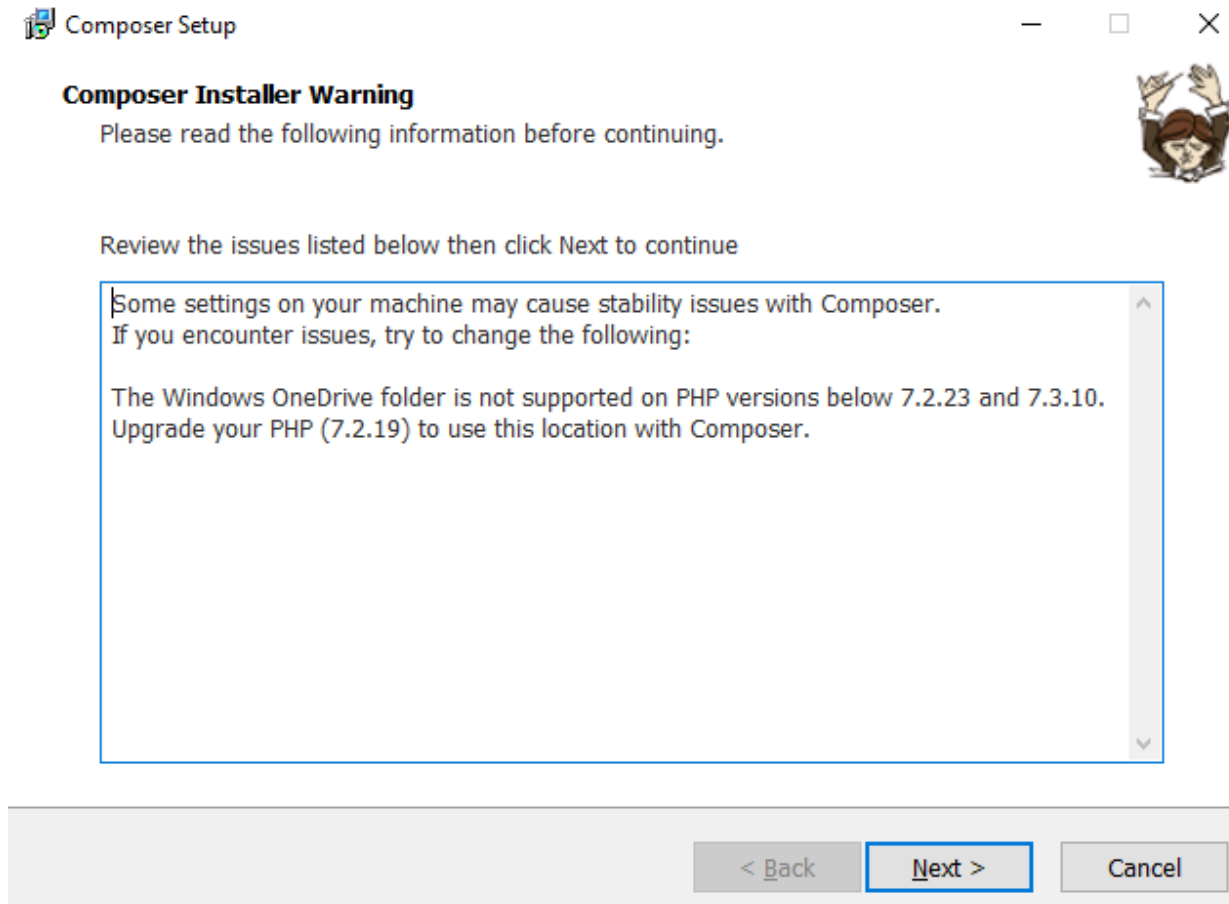 Composer Setup
Composer Installer Warning
Please read the following information before continuing.
Review the issues listed below then click Next to continue
Some settings on your machine may cause stability issues with Composer.
If you encounter issues, try to change the following:
The Windows OneDrive folder is not supported on PHP versions below 7.2.23 and 7.3.10.
Upgrade your PHP (7.2.19) to use this location with Composer.
< Back
Next >
Cancel